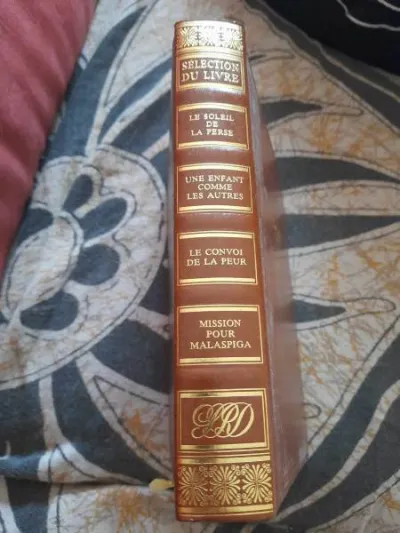 SÉLECTION
DU LIVRE
LE SOLEIL
DE
LA PERSE
UNE ENFANT
COMME
LES AUTRES
LE CONVOI
DE LA PEUR
MISSION
POUR
MALASPIGA